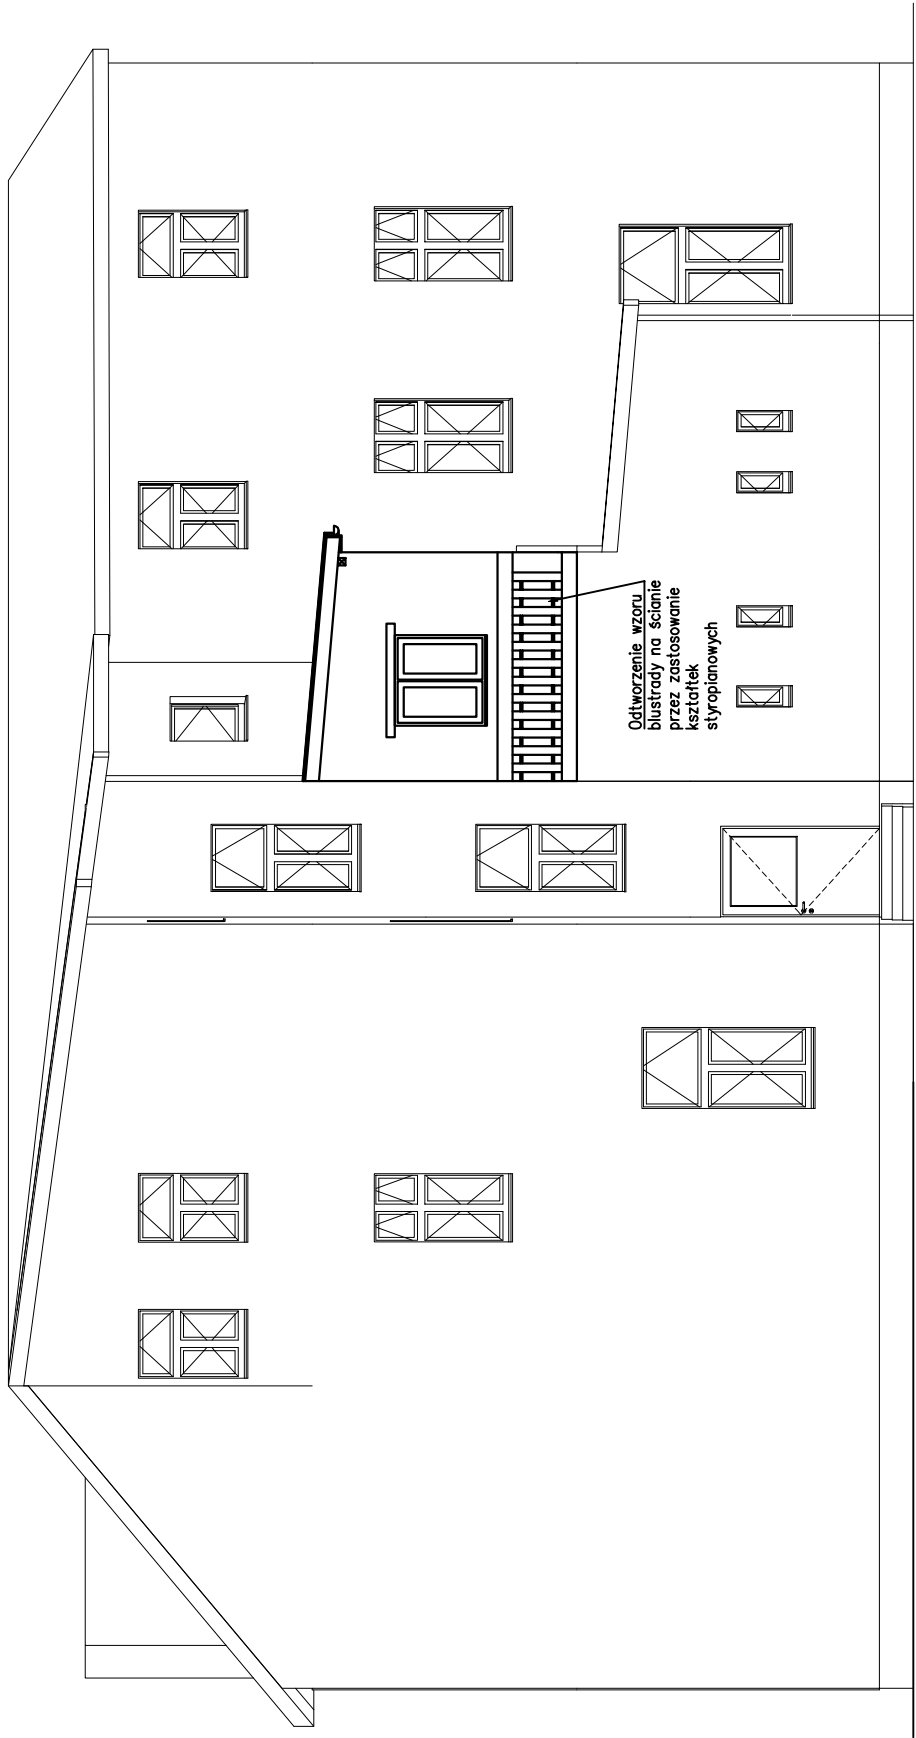 Odtworzenie wzoru
blustrady na ścianie
przez zastosowanie
kształtek
styropianowych